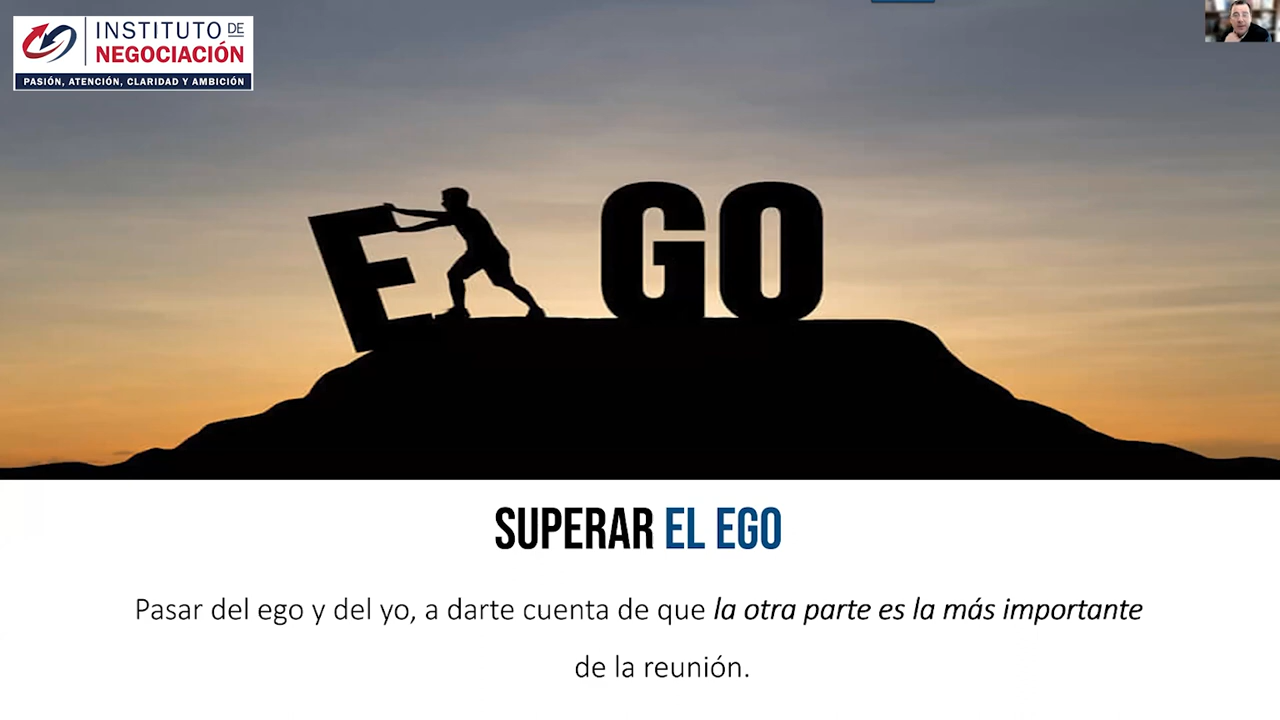 INSTITUTO DE
NEGOCIACIÓN
PASIÓN, ATENCIÓN, CLARIDAD Y AMBICIÓN
E GO
SUPERAR EL EGO
Pasar del ego y del yo, a darte cuenta de que la otra parte es la más importante
de la reunión.